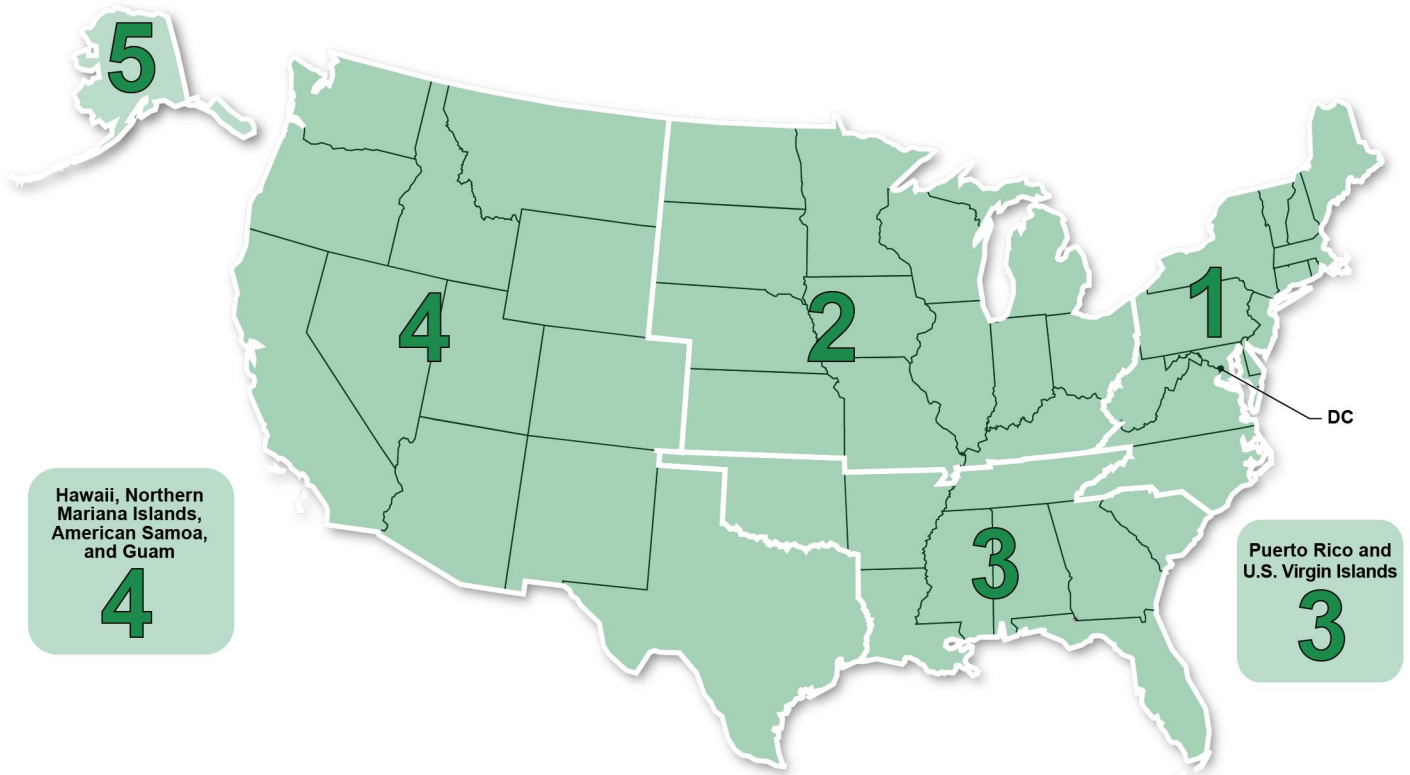 5
4
2
1
DC
3
Hawaii, Northern
Mariana Islands,
American Samoa,
and Guam
4
Puerto Rico and
U.S. Virgin Islands
3